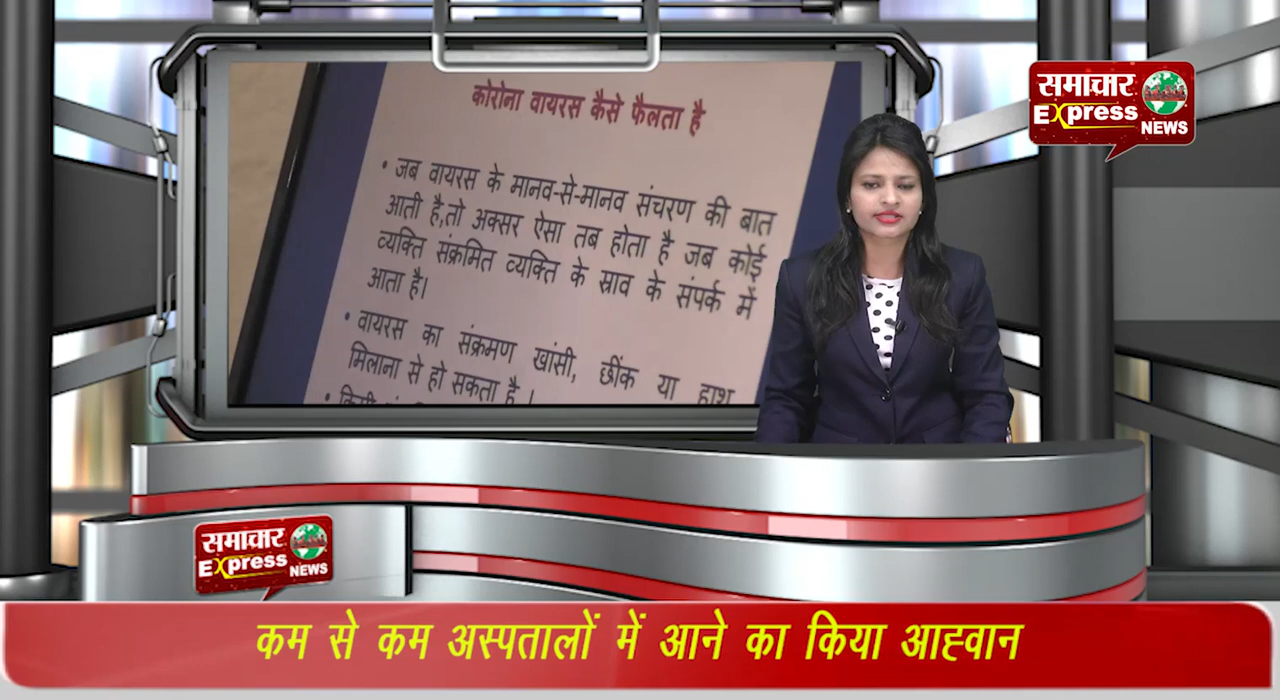 कोरोना वायरस कैसे फैलता है
• जब वायरस के मानव-से-मानव संचरण की बात
आती है,तो अक्सर ऐसा तब होता है जब कोई
व्यक्ति संक्रमित व्यक्ति के स्राव के संपर्क में
आता है।
• वायरस का संक्रमण खांसी, छींक या हाथ
मिलाना से हो सकता है ।
समाचार
Express
NEWS
समाचार
Express
NEWS
कम से कम अस्पतालों में आने का किया आह्वान